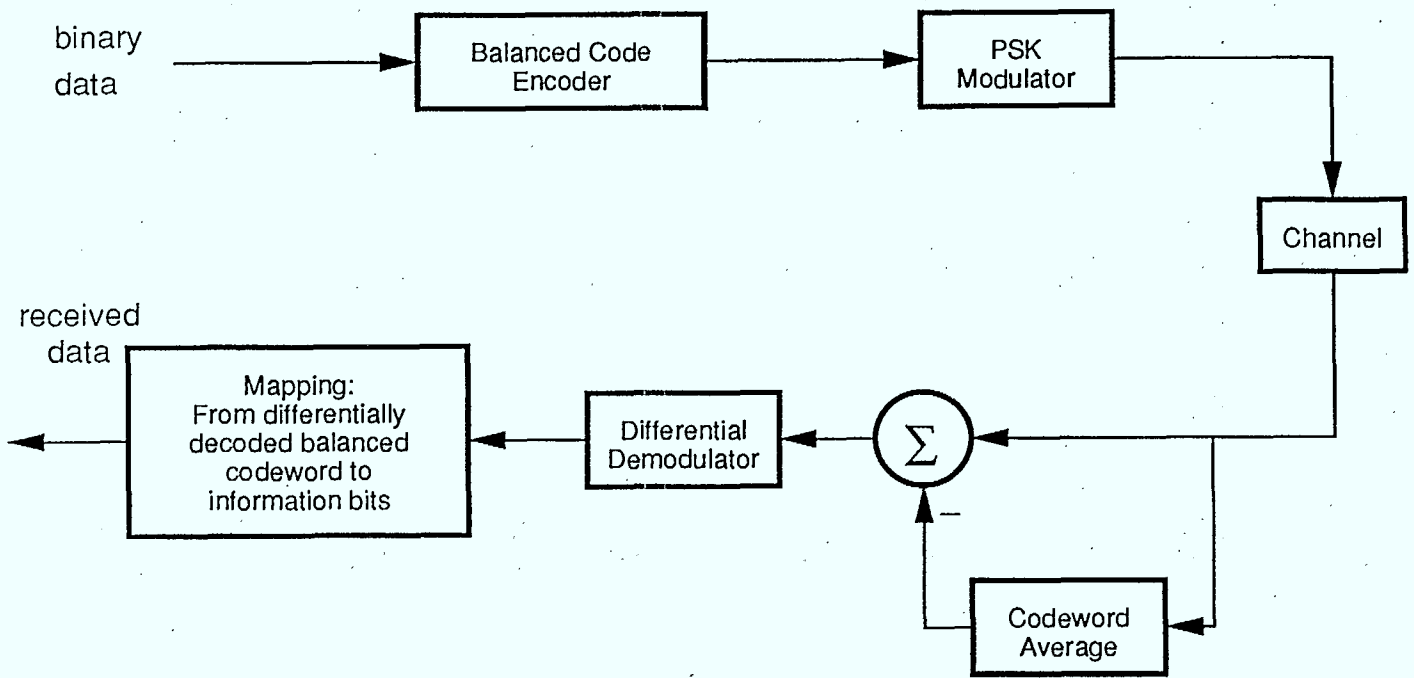 binary
data
Balanced Code
Encoder
PSK
Modulator
Channel
received
data
Mapping:
From differentially
decoded balanced
codeword to
information bits
Differential
Demodulator
Σ
−
Codeword
Average